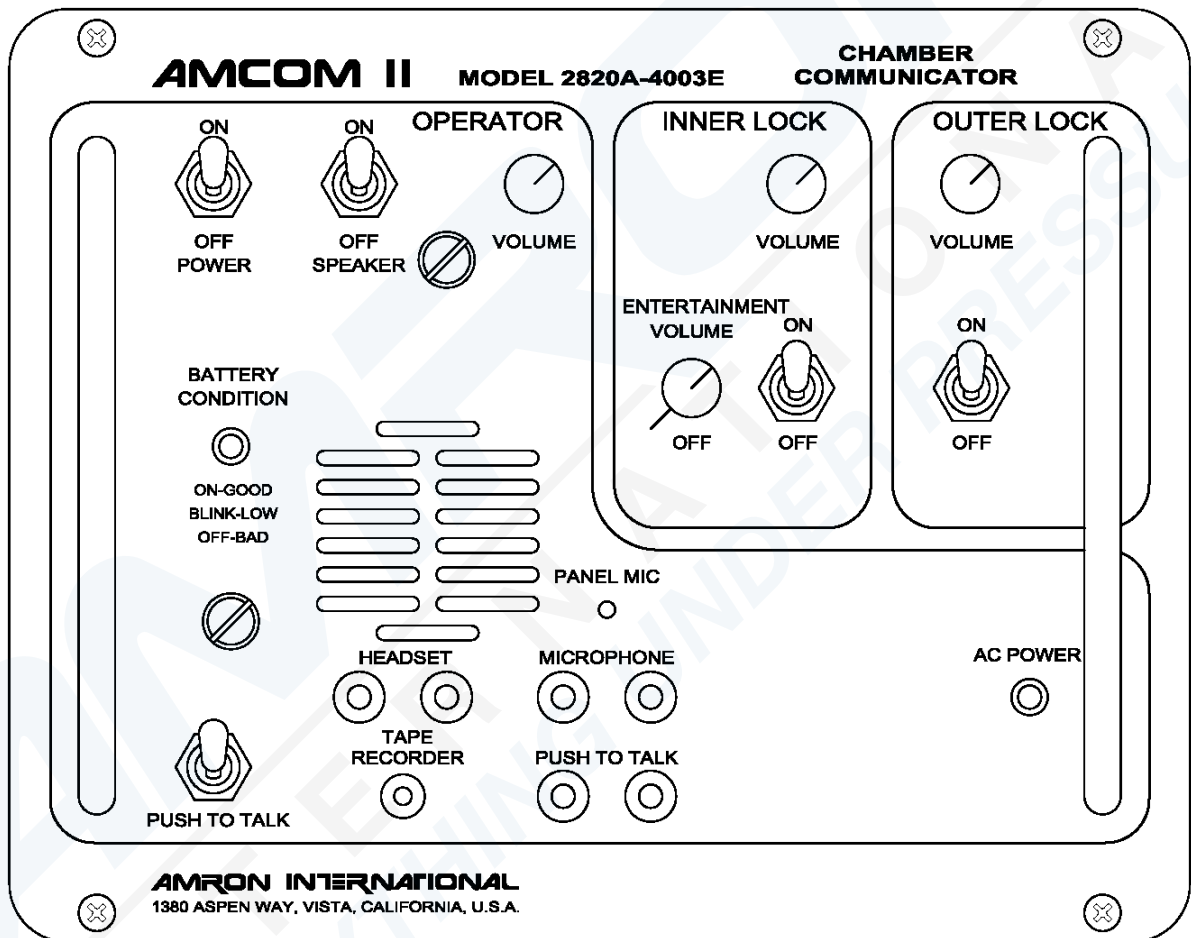 AMCOM II
MODEL 2820A-4003E
CHAMBER
COMMUNICATOR
OPERATOR
ON
OFF
POWER
ON
OFF
SPEAKER
VOLUME
BATTERY
CONDITION
ON-GOOD
BLINK-LOW
OFF-BAD
INNER LOCK
VOLUME
ENTERTAINMENT
VOLUME
OFF
ON
OFF
OUTER LOCK
VOLUME
ON
OFF
PANEL MIC
HEADSET
MICROPHONE
TAPE
RECORDER
PUSH TO TALK
PUSH TO TALK
AC POWER
AMRON INTERNATIONAL
1380 ASPEN WAY, VISTA, CALIFORNIA, U.S.A.